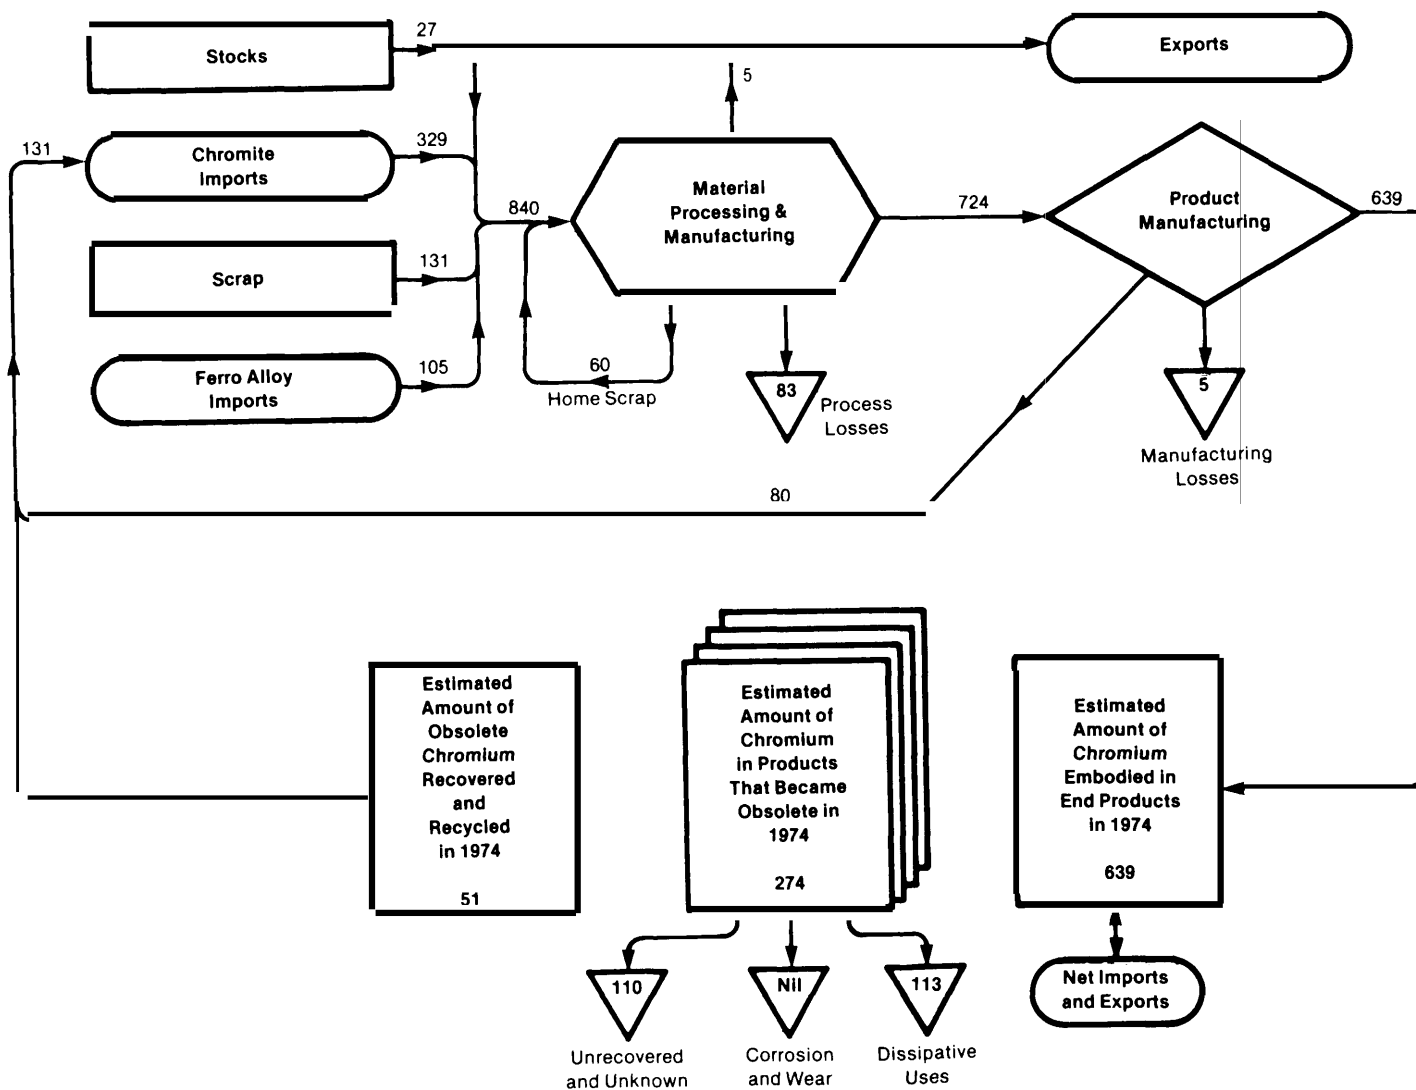 27
Stocks
Exports
5
131
Chromite
Imports
329
840
Material
Processing &
Manufacturing
724
Product
Manufacturing
639
Scrap
131
Ferro Alloy
Imports
105
60
Home Scrap
83
Process
Losses
5
Manufacturing
Losses
80
Estimated
Amount of
Obsolete
Chromium
Recovered
and
Recycled
in 1974
51
Estimated
Amount of
Chromium
in Products
That Became
Obsolete in
1974
274
Estimated
Amount of
Chromium
Embodied in
End Products
in 1974
639
110
Unrecovered
and Unknown
Nil
Corrosion
and Wear
113
Dissipative
Uses
Net Imports
and Exports